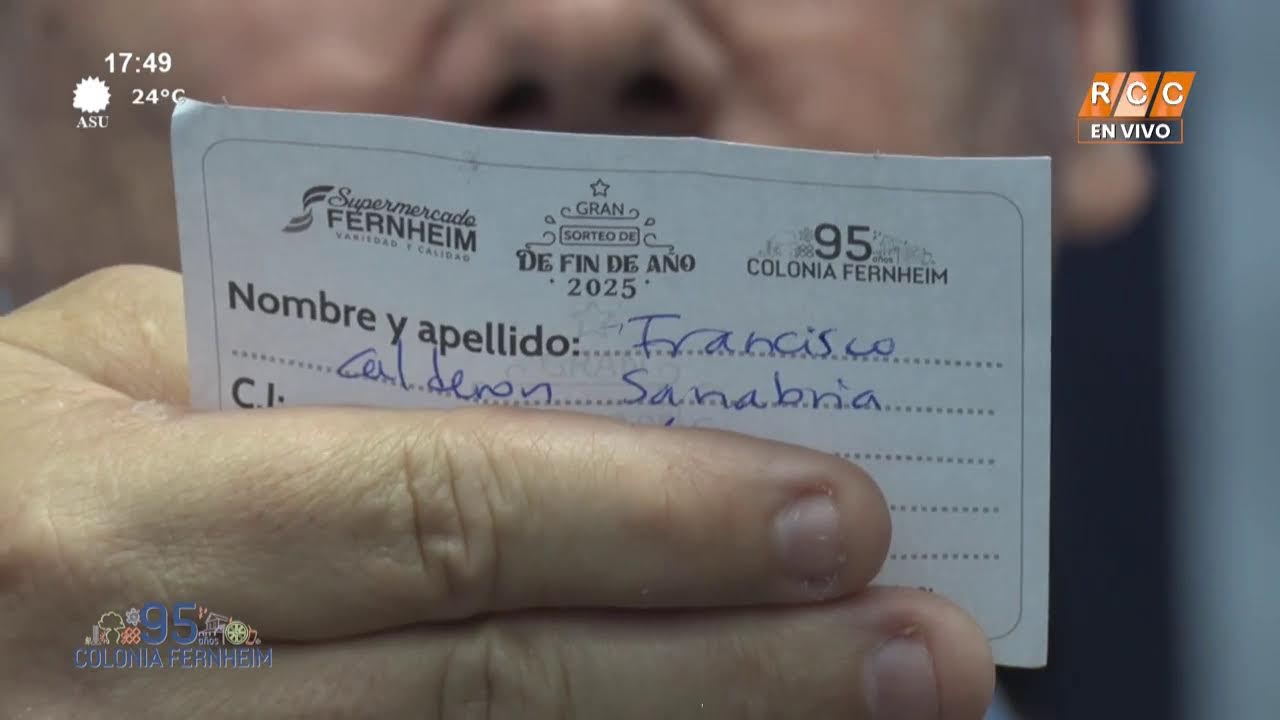 17:49
24°C
ASU
RCC
EN VIVO
Supermercado
FERNHEIM
VARIEDAD Y CALIDAD
GRAN
SORTEO DE
DE FIN DE AÑO
2025
95
años
COLONIA FERNHEIM
Nombre y apellido: Francisco
Calderon Sanabria
C.I:
95
años
COLONIA FERNHEIM